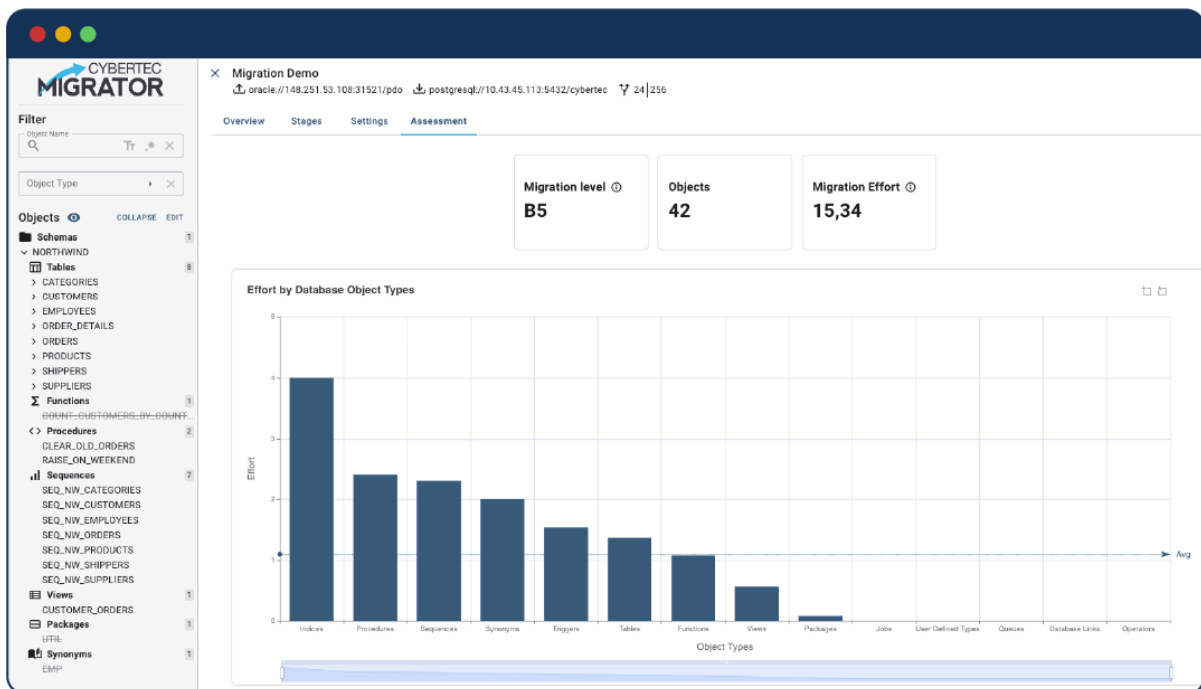 CYBERTEC
MIGRATOR
Filter
Object Name
TT .*
Object Type
Objects COLLAPSE EDIT
Schemas 1
NORTHWIND
Tables 8
CATEGORIES
CUSTOMERS
EMPLOYEES
ORDER_DETAILS
ORDERS
PRODUCTS
SHIPPERS
SUPPLIERS
Functions 1
COUNT_CUSTOMERS_BY_COUNT...
Procedures 2
CLEAR_OLD_ORDERS
RAISE_ON_WEEKEND
Sequences 7
SEQ_NW_CATEGORIES
SEQ_NW_CUSTOMERS
SEQ_NW_EMPLOYEES
SEQ_NW_ORDERS
SEQ_NW_PRODUCTS
SEQ_NW_SHIPPERS
SEQ_NW_SUPPLIERS
Views 1
CUSTOMER_ORDERS
Packages 1
UTIL
Synonyms 1
EMP
Migration Demo
oracle://148.251.53.108:31521/pdo postgresql://10.43.45.113:5432/cybertec 24|256
Overview Stages Settings Assessment
Migration level Objects Migration Effort
B5 42 15,34
Effort by Database Object Types
Effort
5
4
3
2
1
0
Avg
Indices Procedures Sequences Synonyms Triggers Tables Functions Views Packages Jobs User Defined Types Queues Database Links Operators
Object Types